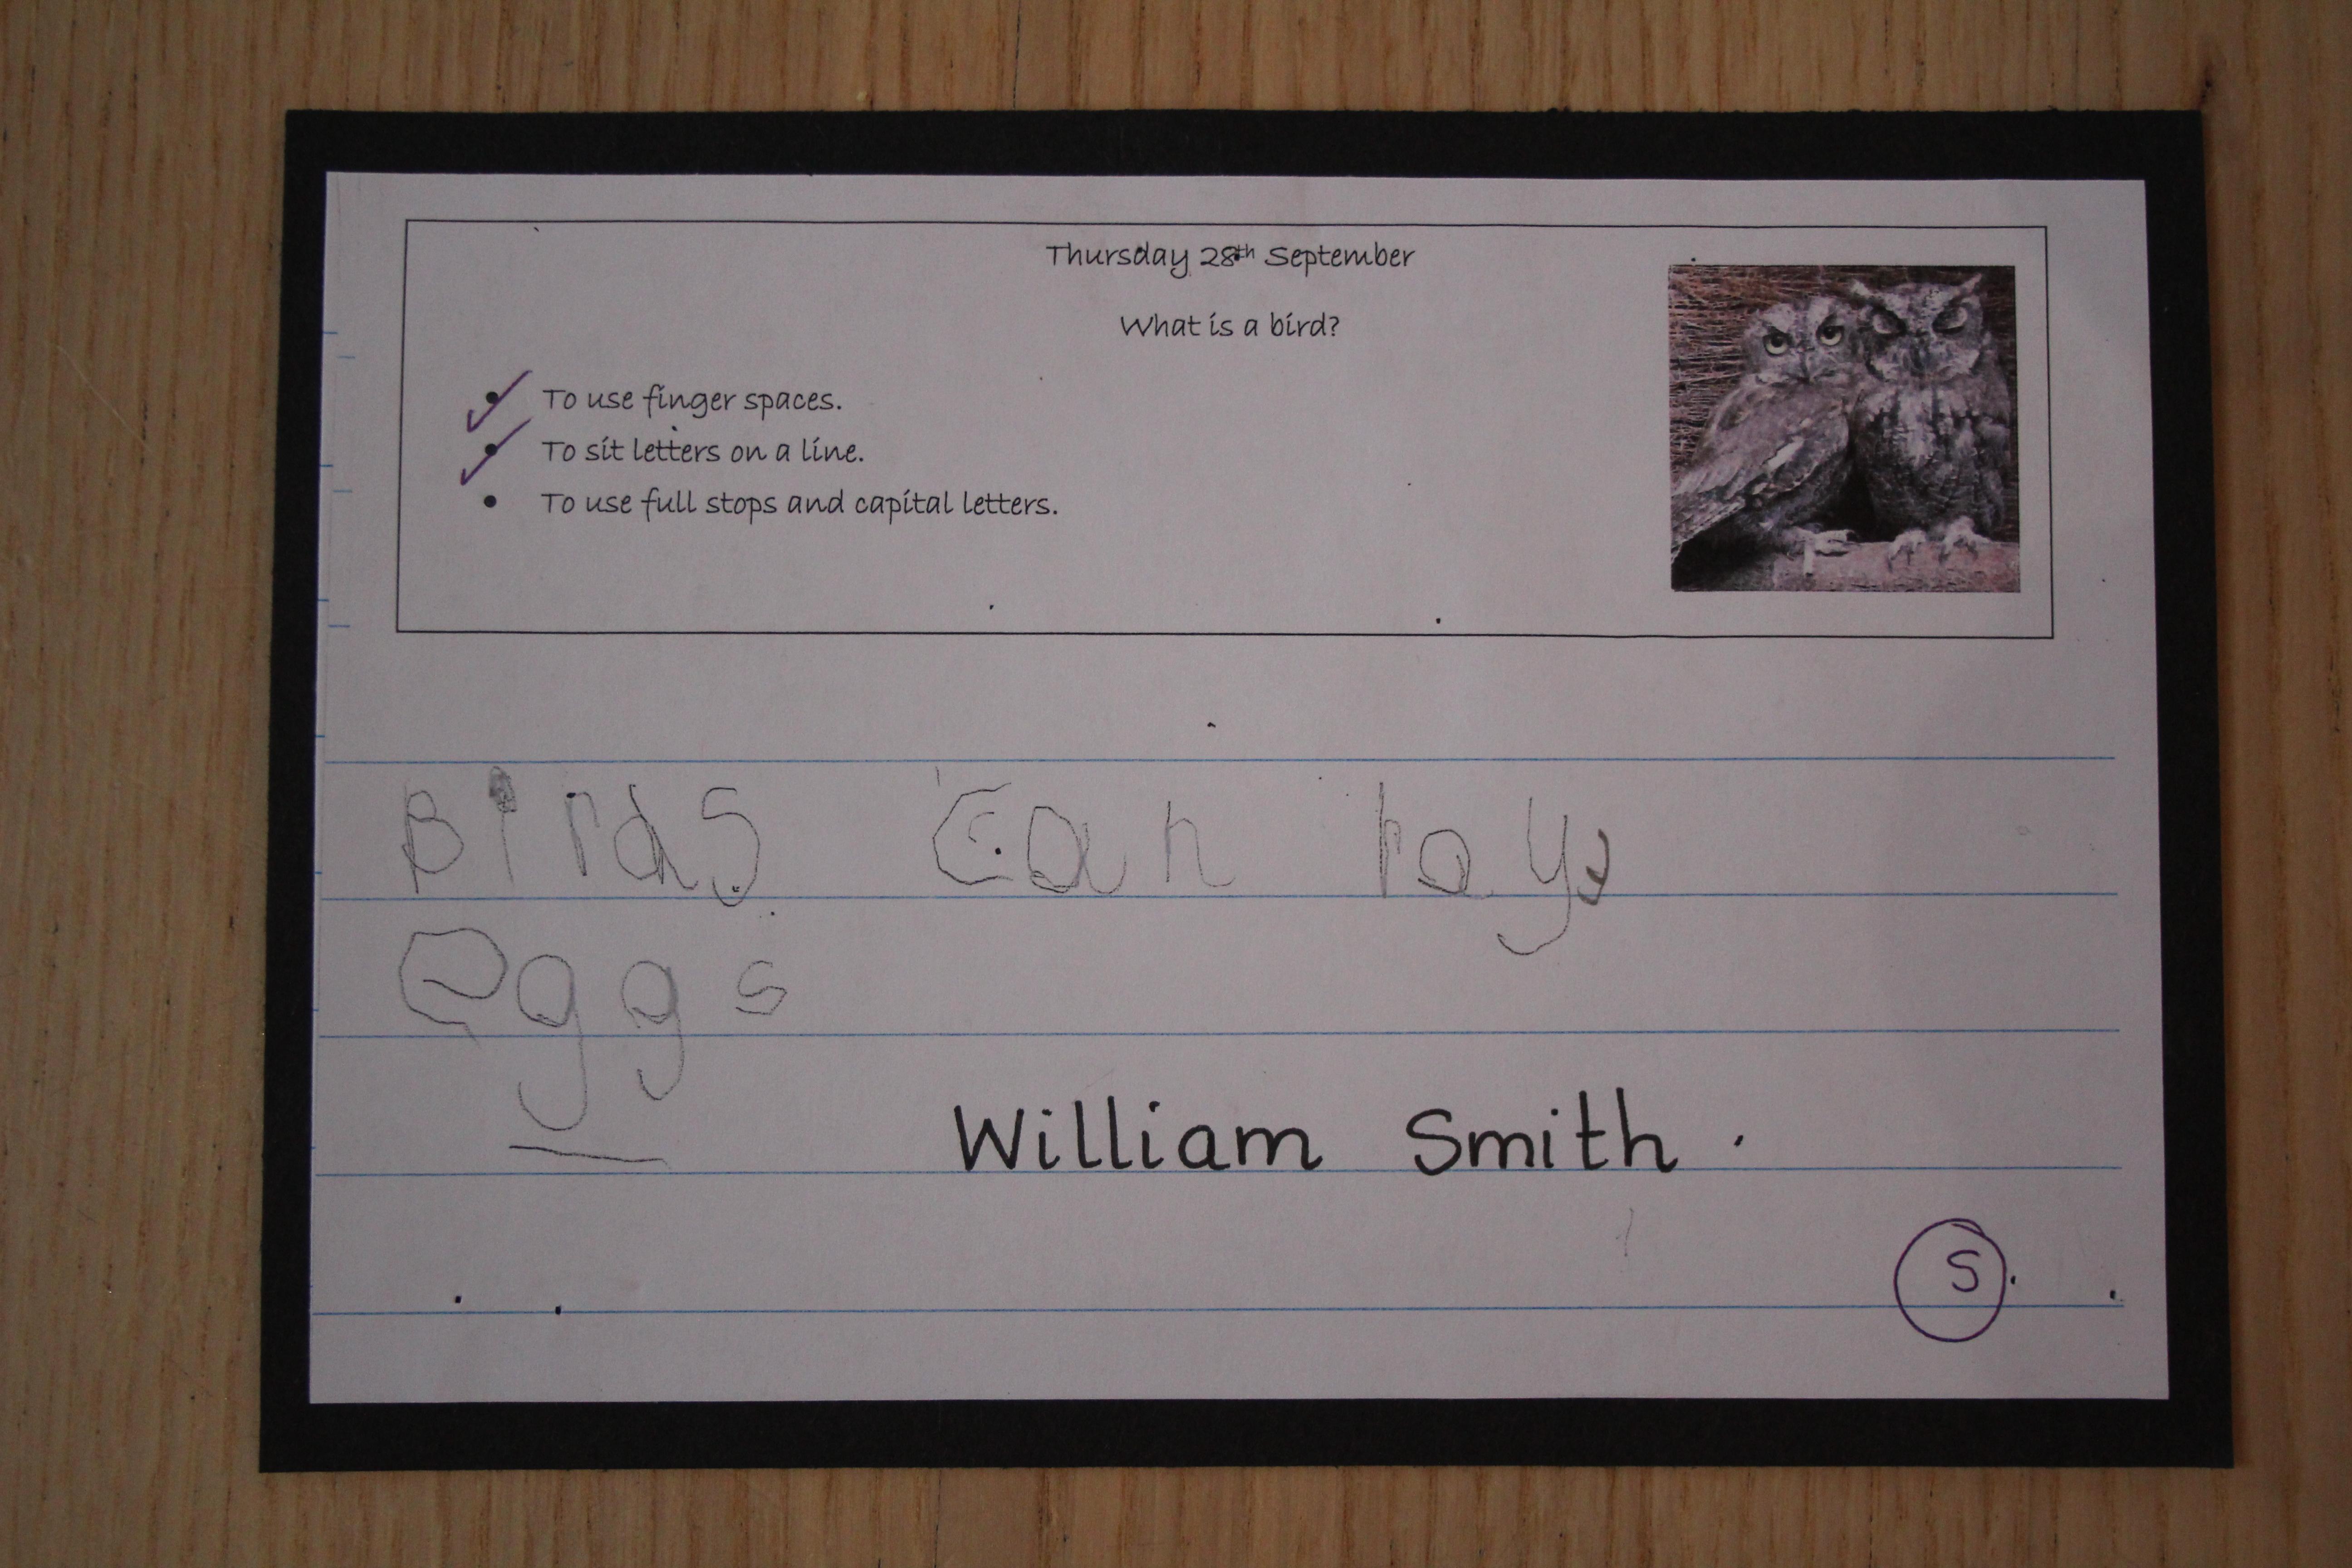 Thursday 28th September
What is a bird?
To use finger spaces.
To sit letters on a line.
To use full stops and capital letters.
Birds can lays
eggs
William Smith
S